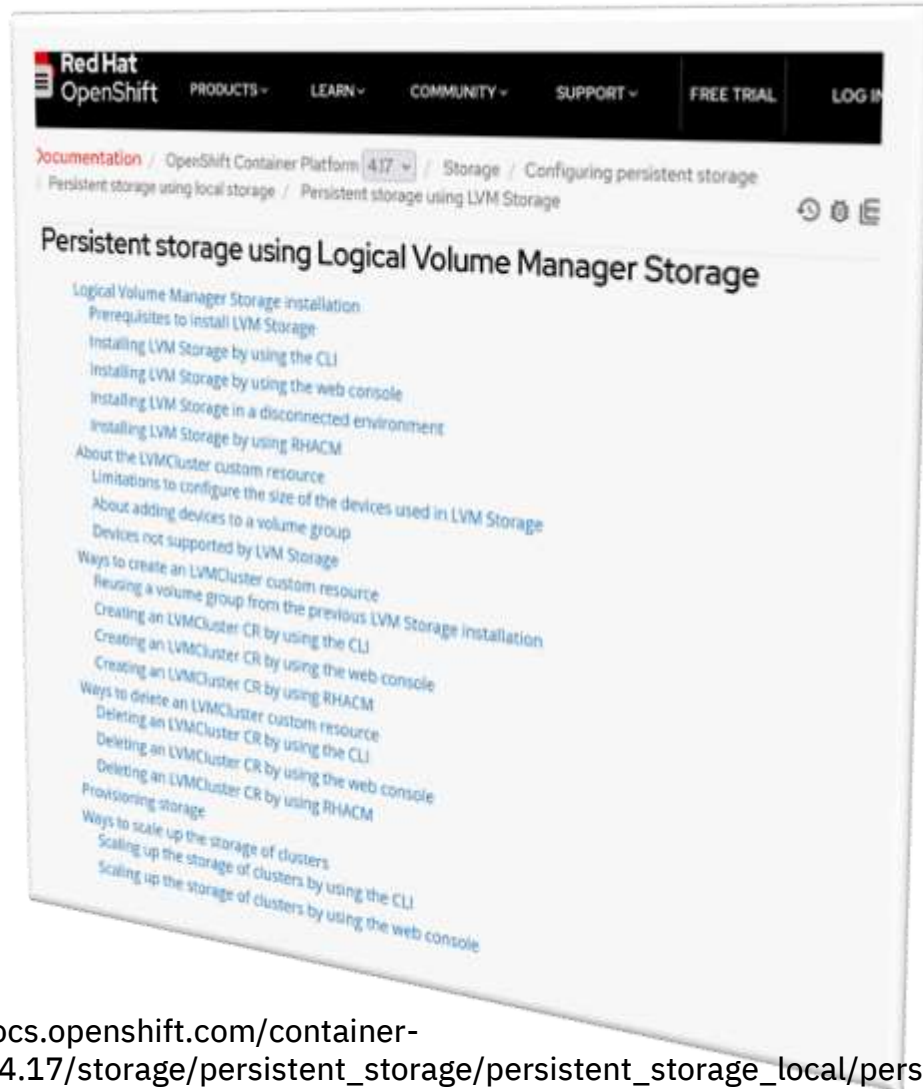 Red Hat
OpenShift PRODUCTS LEARN COMMUNITY SUPPORT FREE TRIAL LOG IN
Documentation / OpenShift Container Platform 4.17 / Storage / Configuring persistent storage
/ Persistent storage using local storage / Persistent storage using LVM Storage
Persistent storage using Logical Volume Manager Storage
Logical Volume Manager Storage installation
Prerequisites to install LVM Storage
Installing LVM Storage by using the CLI
Installing LVM Storage by using the web console
Installing LVM Storage in a disconnected environment
Installing LVM Storage by using RHACM
About the LVMCluster custom resource
Limitations to configure the size of the devices used in LVM Storage
About adding devices to a volume group
Devices not supported by LVM Storage
Ways to create an LVMCluster custom resource
Reusing a volume group from the previous LVM Storage installation
Creating an LVMCluster CR by using the CLI
Creating an LVMCluster CR by using the web console
Creating an LVMCluster CR by using RHACM
Ways to delete an LVMCluster custom resource
Deleting an LVMCluster CR by using the CLI
Deleting an LVMCluster CR by using the web console
Deleting an LVMCluster CR by using RHACM
Provisioning storage
Ways to scale up the storage of clusters
Scaling up the storage of clusters by using the CLI
Scaling up the storage of clusters by using the web console
ocs.openshift.com/container-
4.17/storage/persistent_storage/persistent_storage_local/pers